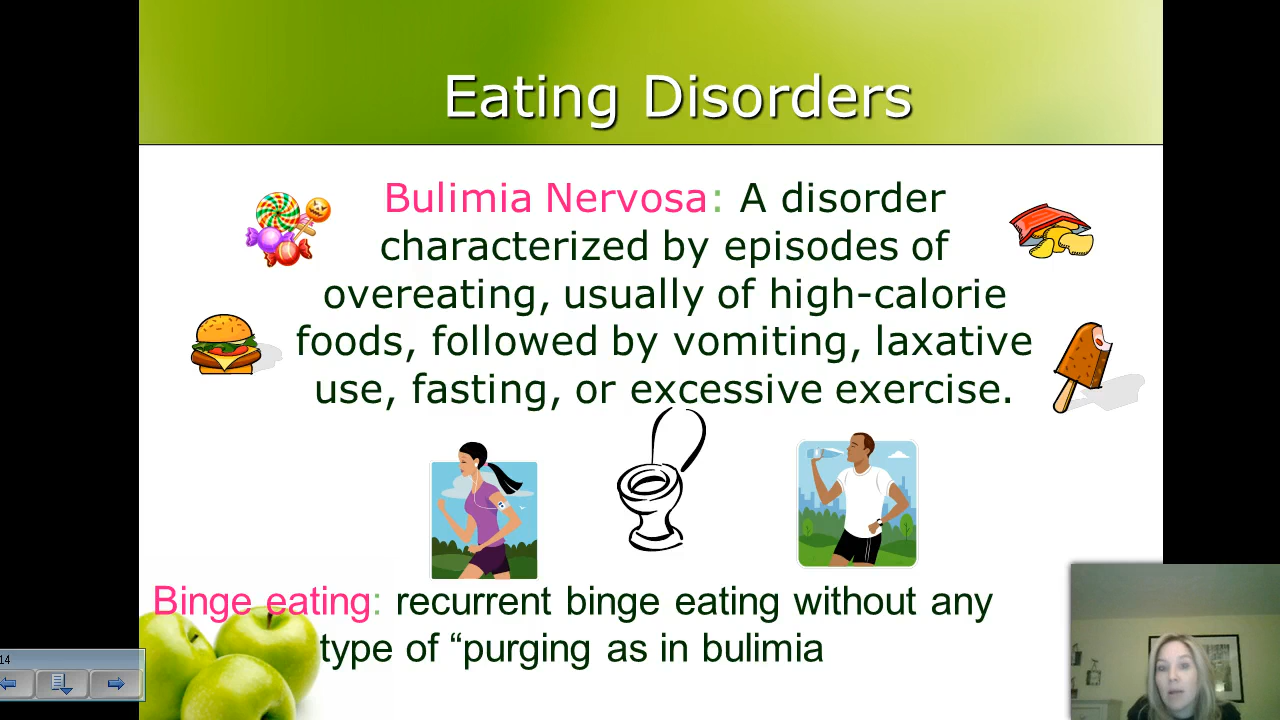 Eating Disorders
Bulimia Nervosa: A disorder
characterized by episodes of
overeating, usually of high-calorie
foods, followed by vomiting, laxative
use, fasting, or excessive exercise.
Binge eating: recurrent binge eating without any
type of “purging as in bulimia
14